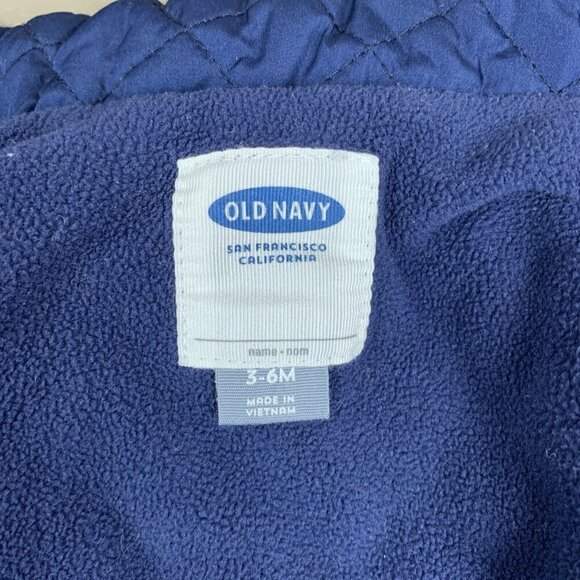 OLD NAVY
SAN FRANCISCO
CALIFORNIA
name • nom
3-6M
MADE IN
VIETNAM